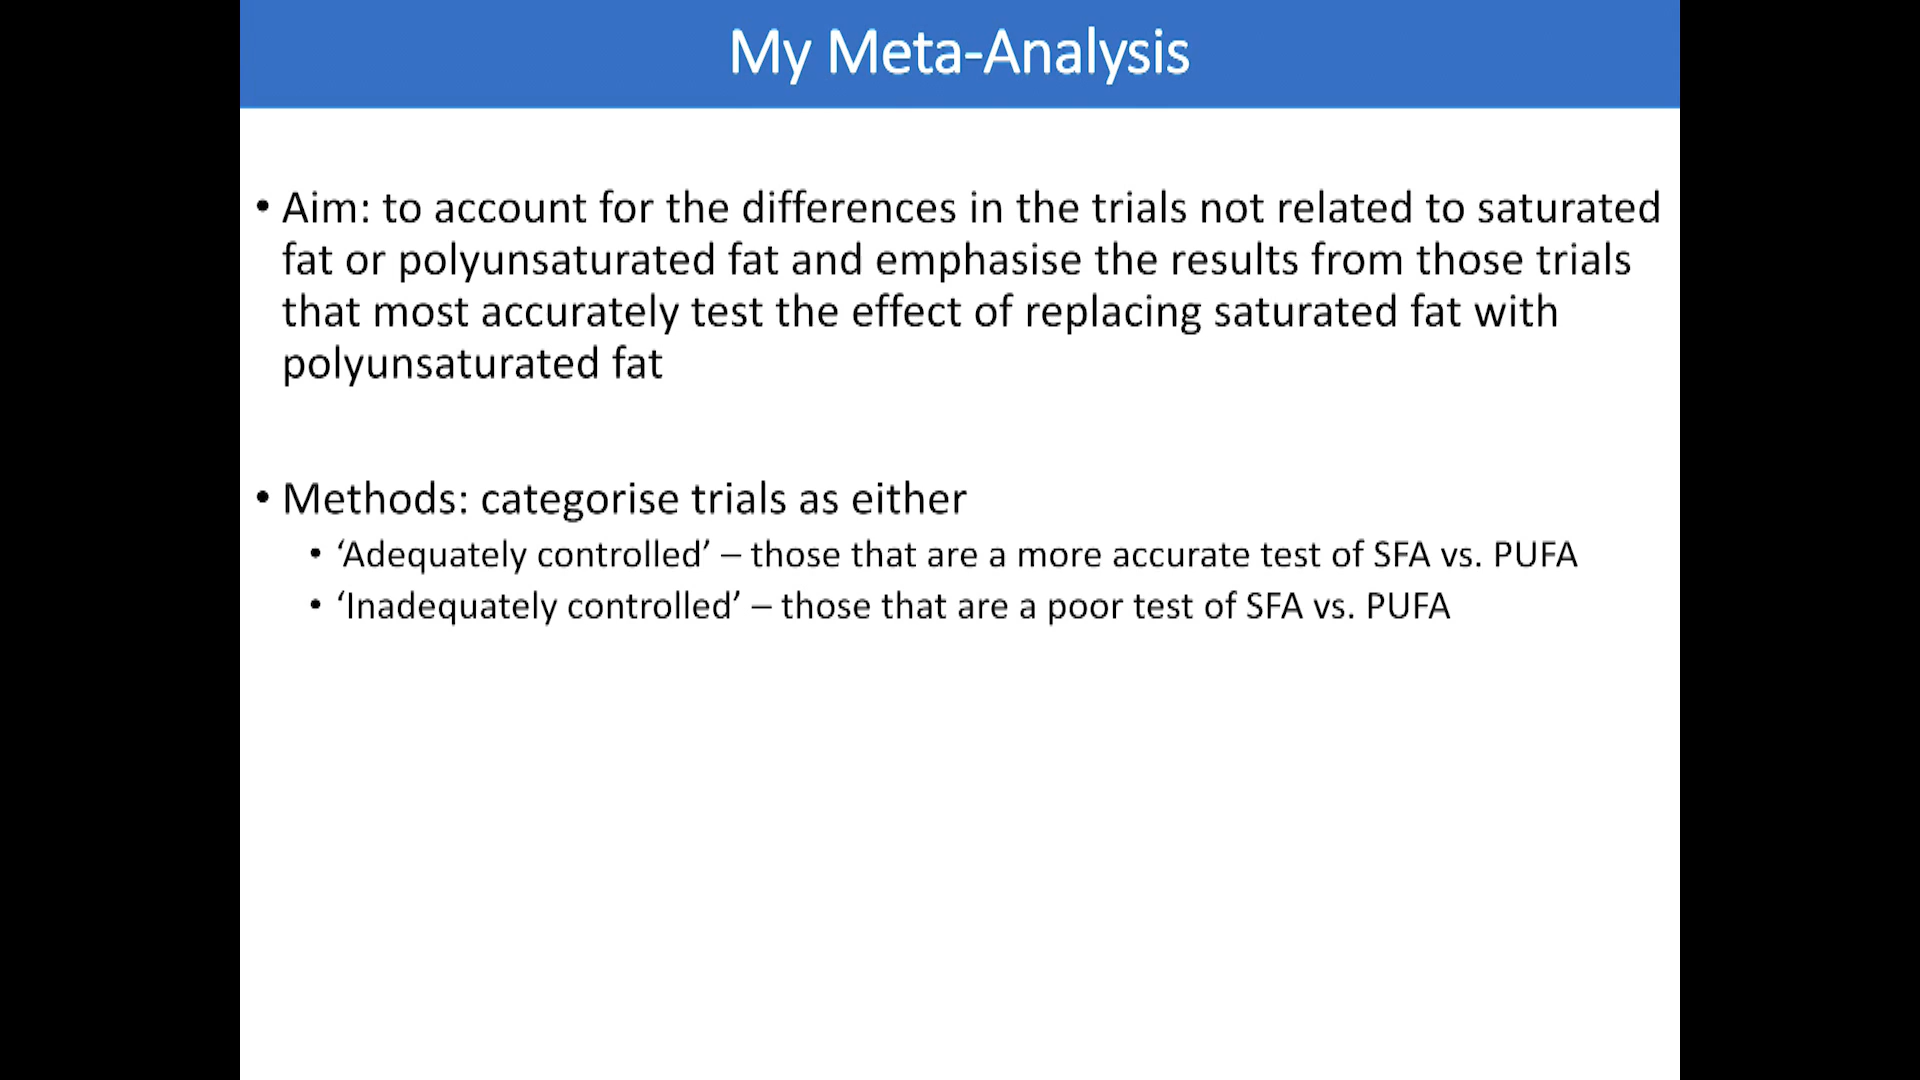 My Meta-Analysis
• Aim: to account for the differences in the trials not related to saturated
fat or polyunsaturated fat and emphasise the results from those trials
that most accurately test the effect of replacing saturated fat with
polyunsaturated fat
• Methods: categorise trials as either
• ‘Adequately controlled’ – those that are a more accurate test of SFA vs. PUFA
• ‘Inadequately controlled’ – those that are a poor test of SFA vs. PUFA